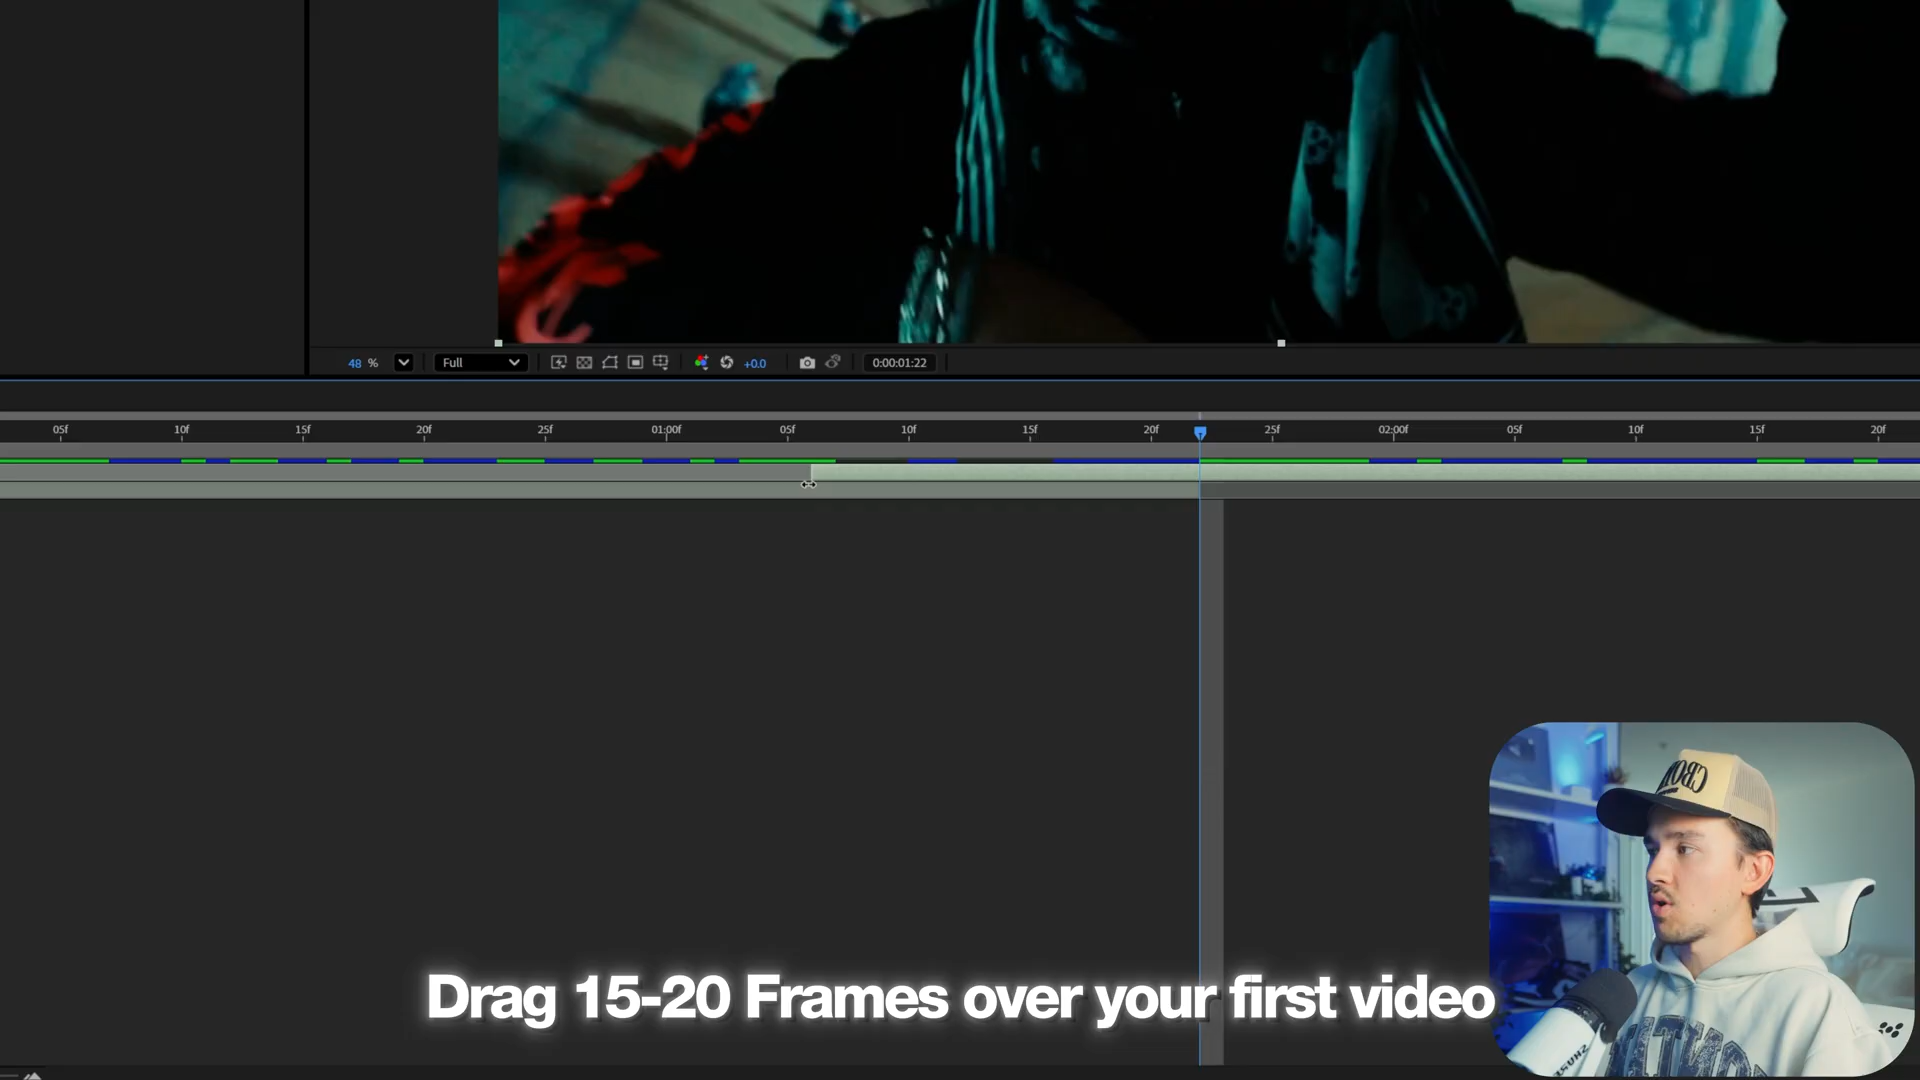 48 %
Full
+0.0
0:00:01:22
05f 10f 15f 20f 25f 01:00f 05f 10f 15f 20f 25f 02:00f 05f 10f 15f 20f
Drag 15-20 Frames over your first video